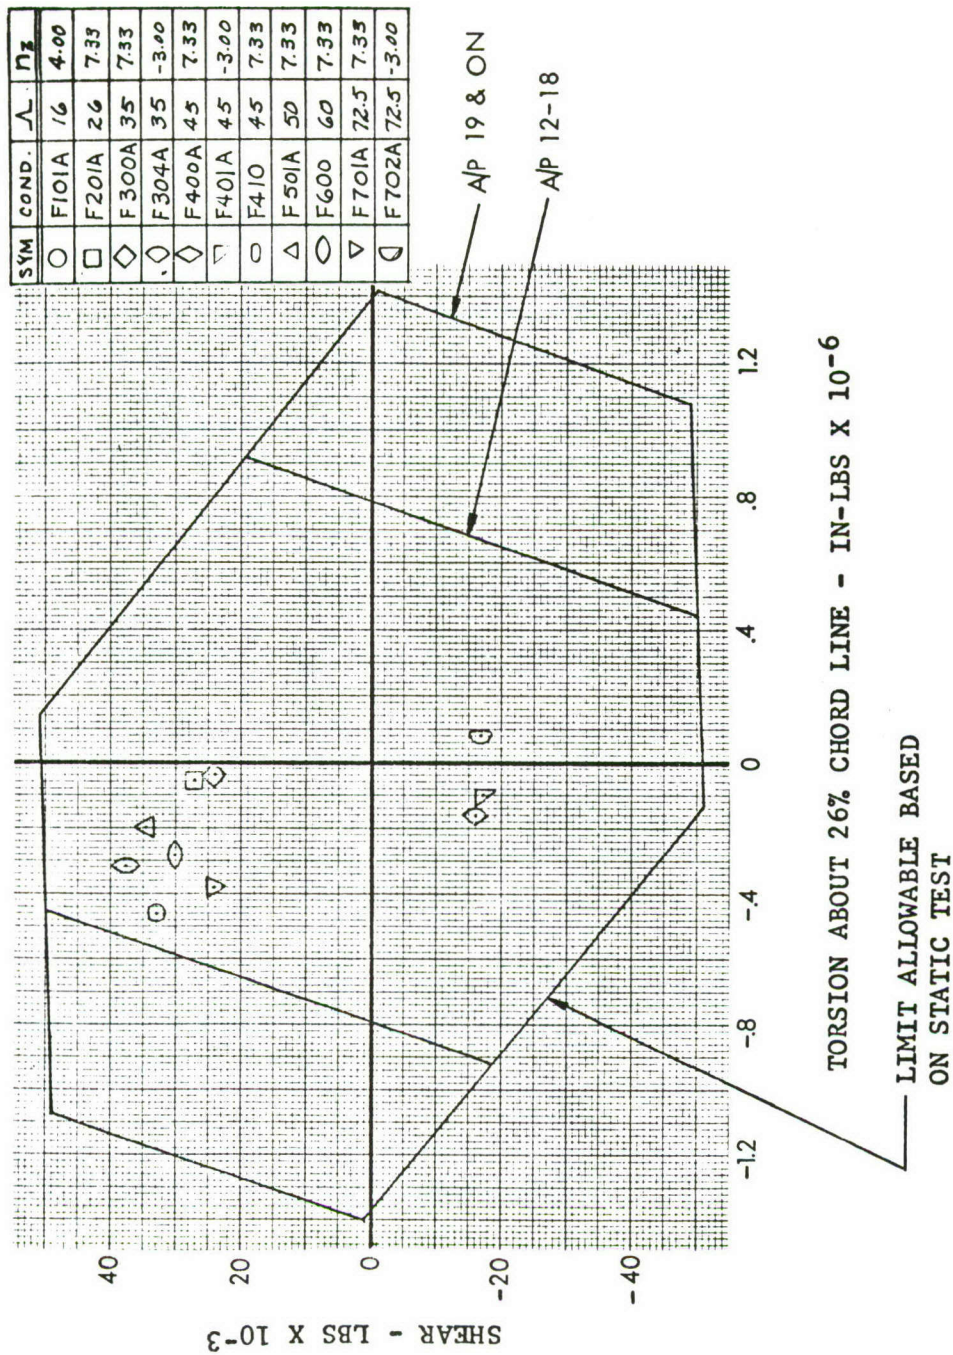 SYM COND. Λ n_z
F101A 16 4.00
F201A 26 7.33
F300A 35 7.33
F304A 35 -3.00
F400A 45 7.33
F401A 45 -3.00
F410 45 7.33
F501A 50 7.33
F600 60 7.33
F701A 72.5 7.33
F702A 72.5 -3.00
A/P 19 & ON
A/P 12-18
SHEAR - LBS X 10-3
40
20
0
-20
-40
-1.2
-.8
-.4
0
.4
.8
1.2
TORSION ABOUT 26% CHORD LINE - IN-LBS X 10-6
LIMIT ALLOWABLE BASED
ON STATIC TEST